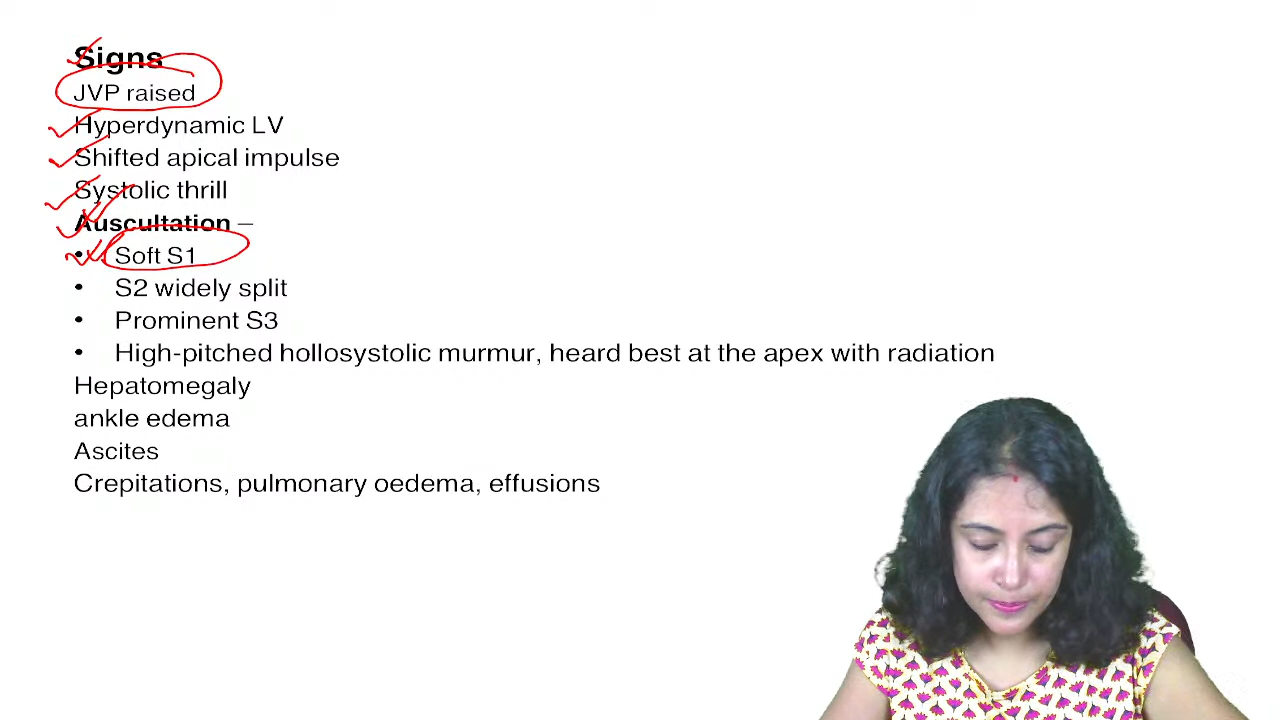 Signs
JVP raised
Hyperdynamic LV
Shifted apical impulse
Systolic thrill
Auscultation –
• Soft S1
• S2 widely split
• Prominent S3
• High-pitched hollosystolic murmur, heard best at the apex with radiation
Hepatomegaly
ankle edema
Ascites
Crepitations, pulmonary oedema, effusions